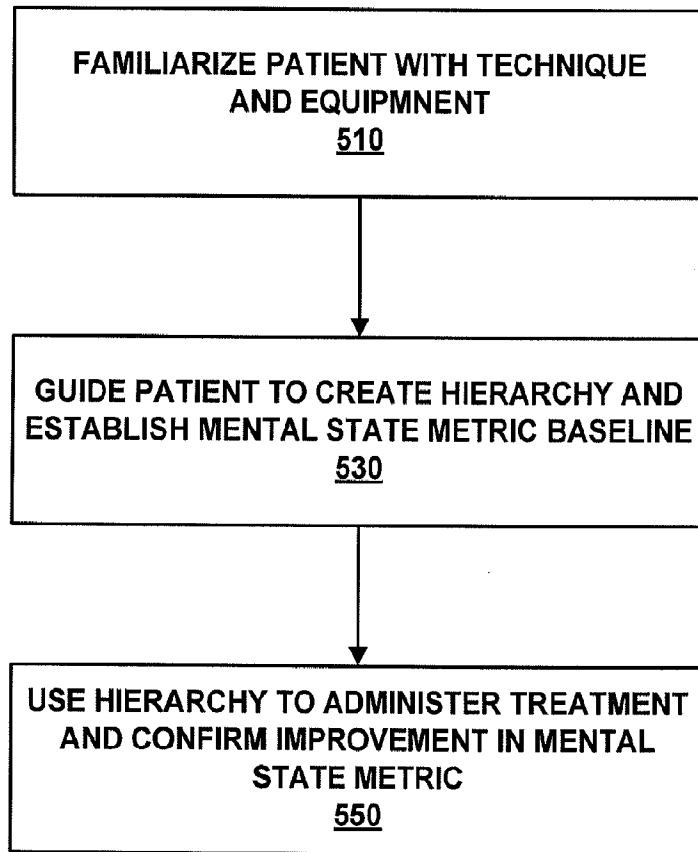 FAMILIARIZE PATIENT WITH TECHNIQUE
AND EQUIPMNENT
510
GUIDE PATIENT TO CREATE HIERARCHY AND
ESTABLISH MENTAL STATE METRIC BASELINE
530
USE HIERARCHY TO ADMINISTER TREATMENT
AND CONFIRM IMPROVEMENT IN MENTAL
STATE METRIC
550